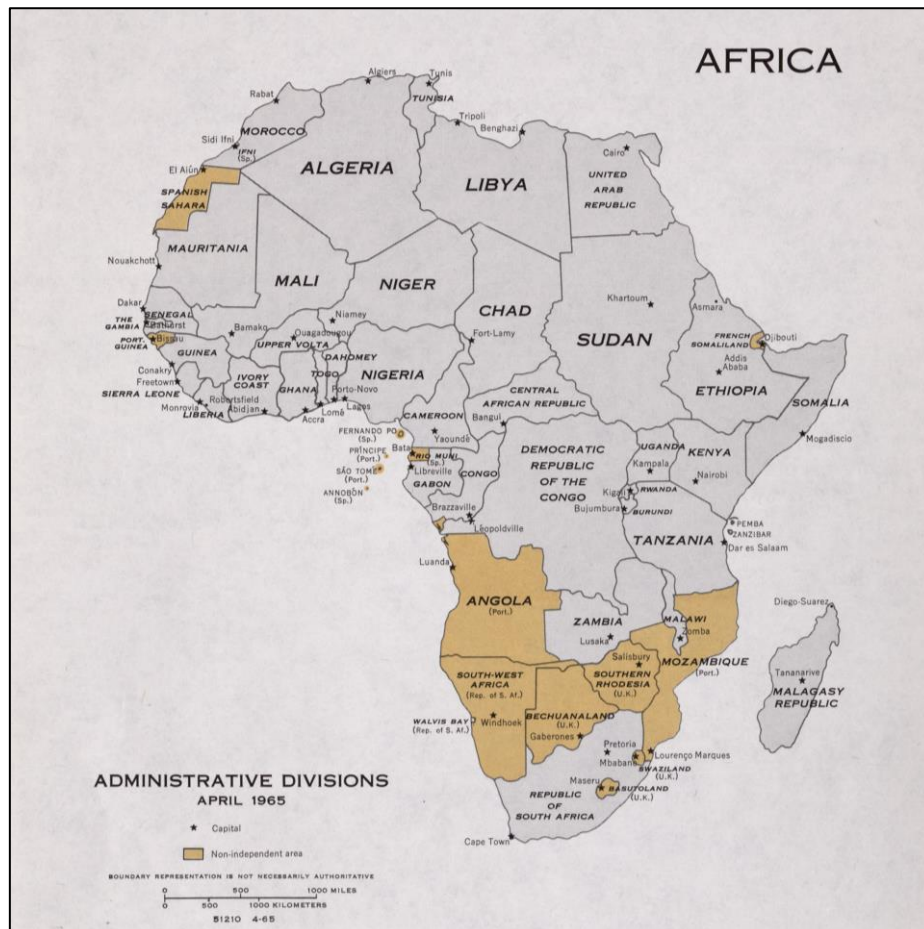 AFRICA
Algiers
Tunis
TUNISIA
Rabat
MOROCCO
Tripoli
Benghazi
Sidi Ifni
IFNI
(Sp.)
Cairo
El Aiún
ALGERIA
LIBYA
UNITED
ARAB
REPUBLIC
SPANISH
SAHARA
MAURITANIA
Nouakchott
MALI
NIGER
CHAD
Khartoum
Asmara
SUDAN
Dakar
SENEGAL
THE
GAMBIA
Bathurst
PORT.
GUINEA
Bissau
Bamako
Niamey
Ouagadougou
UPPER VOLTA
Fort-Lamy
FRENCH
SOMALILAND
Djibouti
Addis
Ababa
GUINEA
DAHOMEY
NIGERIA
Conakry
Freetown
SIERRA LEONE
IVORY
COAST
GHANA
TOGO
Porto-Novo
ETHIOPIA
SOMALIA
Robertsfield
Monrovia
LIBERIA
Abidjan
Accra
Lomé
Lagos
CENTRAL
AFRICAN REPUBLIC
CAMEROON
Bangui
FERNANDO PO
(Sp.)
Yaoundé
Bata
RIO MUNI
(Sp.)
PRÍNCIPE
(Port.)
Libreville
SÃO TOMÉ
(Port.)
GABON
CONGO
ANNOBÓN
(Sp.)
DEMOCRATIC
REPUBLIC
OF THE
CONGO
UGANDA
Kampala
KENYA
Nairobi
Mogadiscio
Kigali
RWANDA
Bujumbura
BURUNDI
Brazzaville
Léopoldville
TANZANIA
PEMBA
ZANZIBAR
Dar es Salaam
Luanda
ANGOLA
(Port.)
ZAMBIA
Lusaka
MALAWI
Zomba
Diego-Suarez
MOZAMBIQUE
(Port.)
Salisbury
SOUTHERN
RHODESIA
(U.K.)
SOUTH-WEST
AFRICA
(Rep. of S. Af.)
Windhoek
WALVIS BAY
(Rep. of S. Af.)
BECHUANALAND
(U.K.)
Gaberones
Tananarive
MALAGASY
REPUBLIC
Pretoria
Mbabane
Lourenço Marques
SWAZILAND
(U.K.)
Maseru
BASUTOLAND
(U.K.)
REPUBLIC
OF
SOUTH AFRICA
Cape Town
ADMINISTRATIVE DIVISIONS
APRIL 1965
Capital
Non-independent area
BOUNDARY REPRESENTATION IS NOT NECESSARILY AUTHORITATIVE
0 500 1000 MILES
0 500 1000 KILOMETERS
51210 4-65